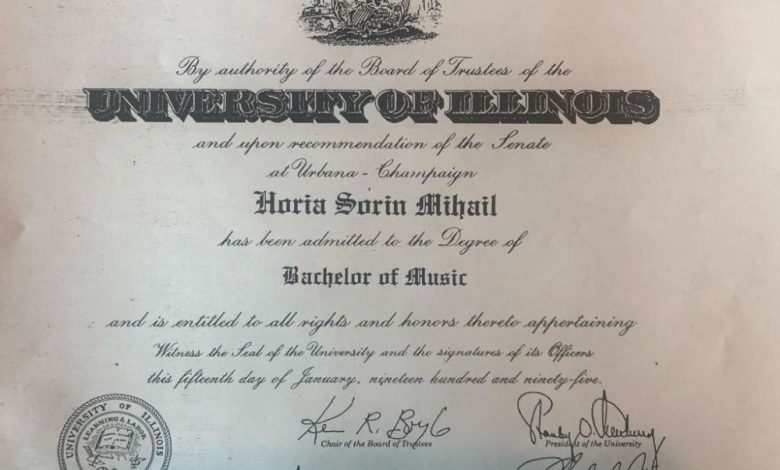 By authority of the Board of Trustees of the
UNIVERSITY OF ILLINOIS
and upon recommendation of the Senate
at Urbana - Champaign
Horia Sorin Mihail
has been admitted to the Degree of
Bachelor of Music
and is entitled to all rights and honors thereto appertaining
Witness the Seal of the University and the signatures of its Officers
this fifteenth day of January, nineteen hundred and ninety-five.
UNIVERSITY OF ILLINOIS
LEARNING & LABOR
Ken R. Boyle
Chair of the Board of Trustees
President of the University